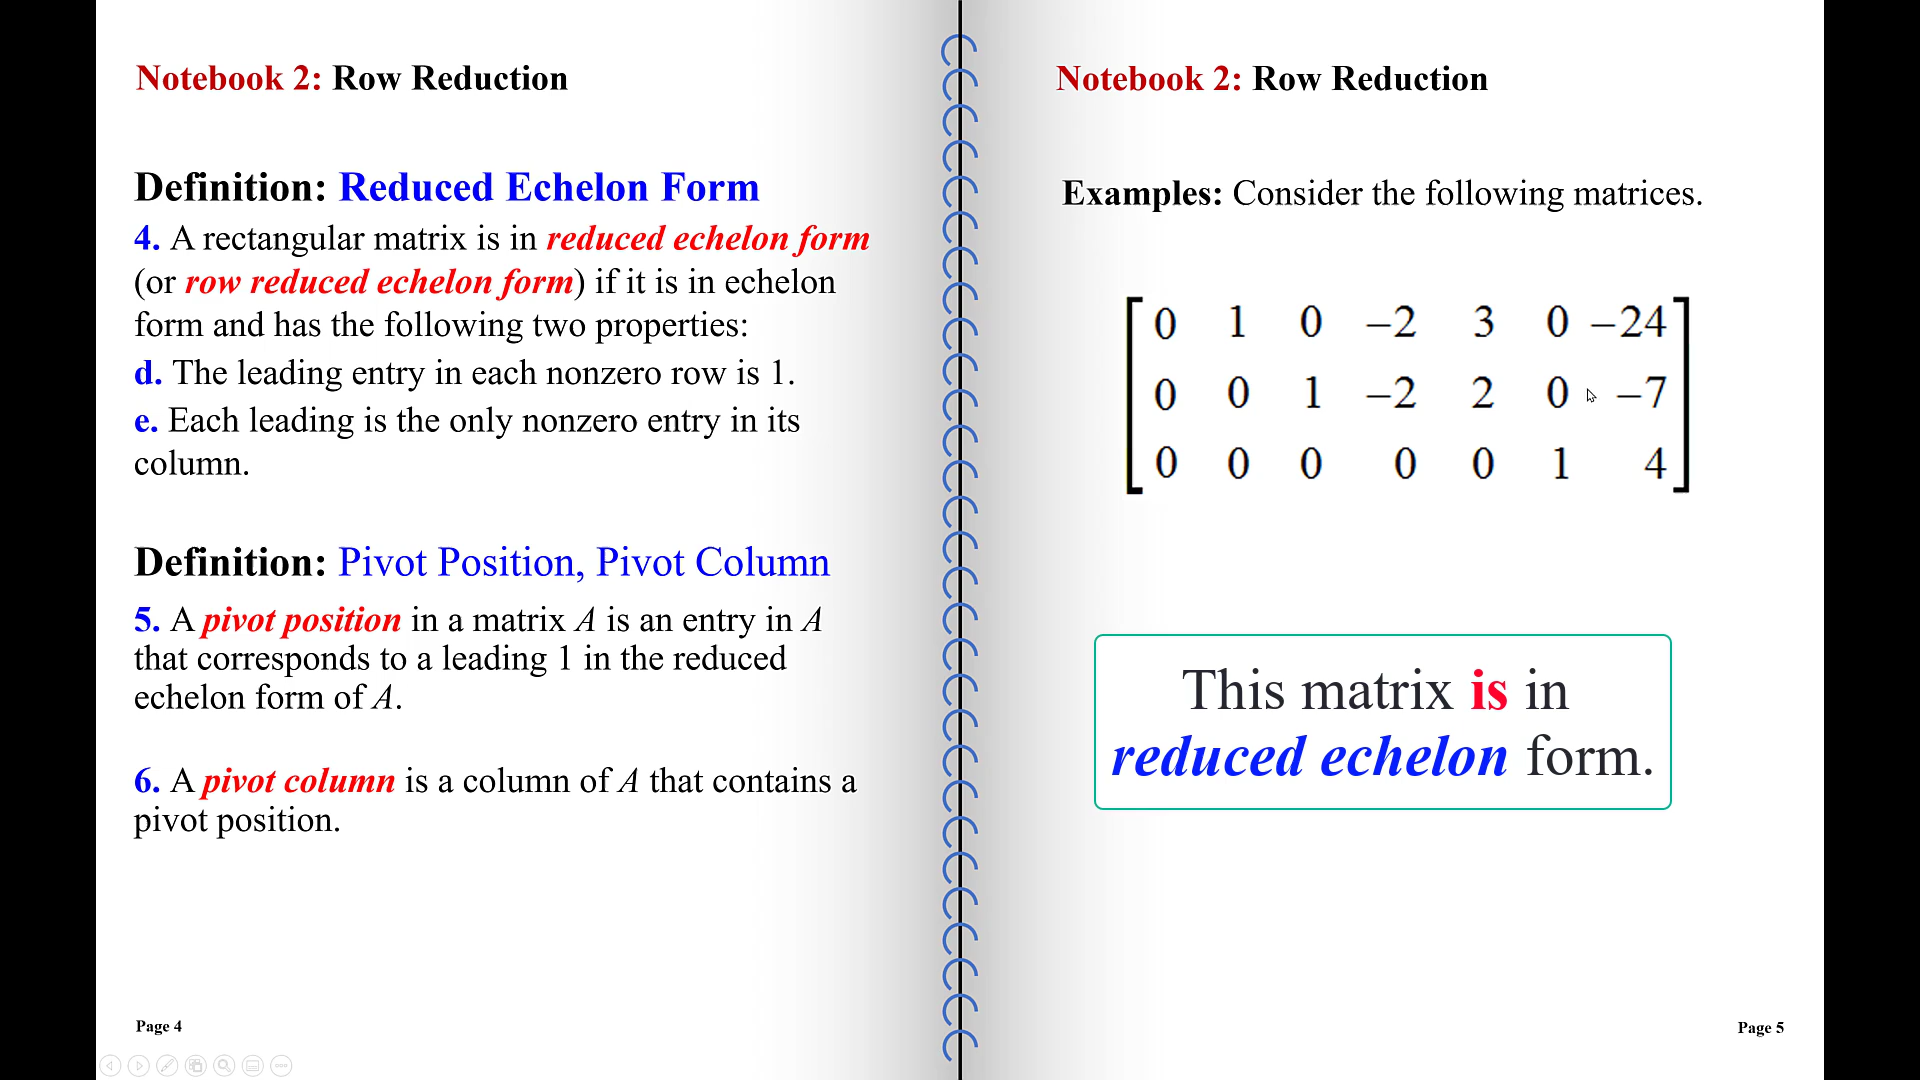 Notebook 2: Row Reduction
Definition: Reduced Echelon Form
4. A rectangular matrix is in reduced echelon form
(or row reduced echelon form) if it is in echelon
form and has the following two properties:
d. The leading entry in each nonzero row is 1.
e. Each leading is the only nonzero entry in its
column.
Definition: Pivot Position, Pivot Column
5. A pivot position in a matrix A is an entry in A
that corresponds to a leading 1 in the reduced
echelon form of A.
6. A pivot column is a column of A that contains a
pivot position.
Page 4
Notebook 2: Row Reduction
Examples: Consider the following matrices.
0 1 0 −2 3 0 −24
0 0 1 −2 2 0 −7
0 0 0 0 0 1 4
This matrix is in
reduced echelon form.
Page 5